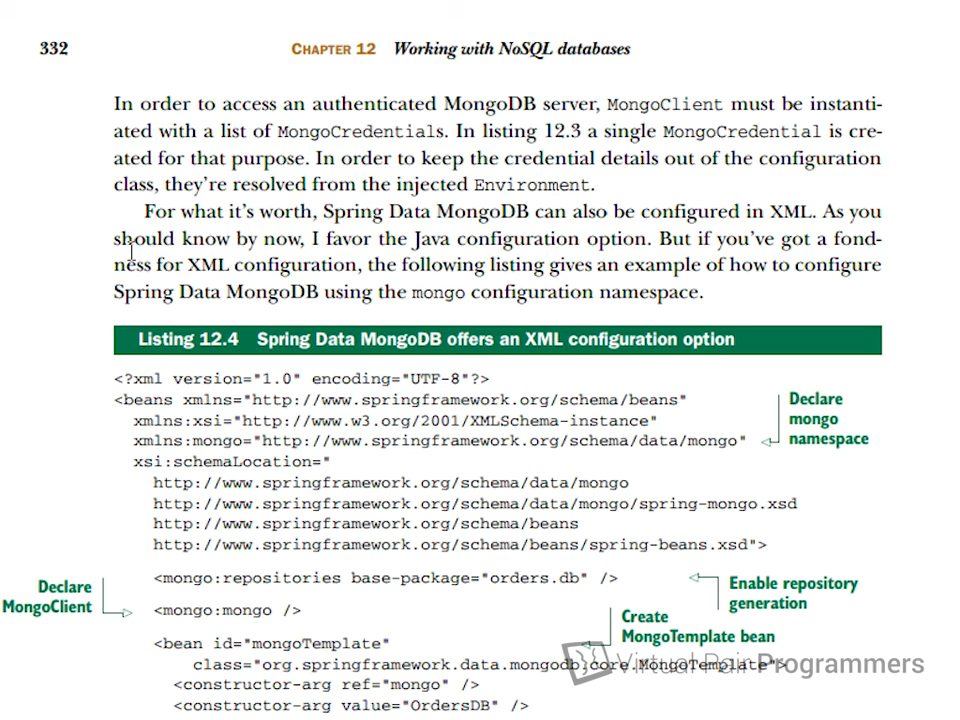 332
CHAPTER 12 Working with NoSQL databases
In order to access an authenticated MongoDB server, MongoClient must be instanti-
ated with a list of MongoCredentials. In listing 12.3 a single MongoCredential is cre-
ated for that purpose. In order to keep the credential details out of the configuration
class, they're resolved from the injected Environment.
For what it's worth, Spring Data MongoDB can also be configured in XML. As you
should know by now, I favor the Java configuration option. But if you've got a fond-
ness for XML configuration, the following listing gives an example of how to configure
Spring Data MongoDB using the mongo configuration namespace.
Listing 12.4 Spring Data MongoDB offers an XML configuration option
<?xml version="1.0" encoding="UTF-8"?>
<beans xmlns="http://www.springframework.org/schema/beans"
xmlns:xsi="http://www.w3.org/2001/XMLSchema-instance"
xmlns:mongo="http://www.springframework.org/schema/data/mongo"
Declare
mongo
namespace
xsi:schemaLocation="
http://www.springframework.org/schema/data/mongo
http://www.springframework.org/schema/data/mongo/spring-mongo.xsd
http://www.springframework.org/schema/beans
http://www.springframework.org/schema/beans/spring-beans.xsd">
<mongo:repositories base-package="orders.db" />
Enable repository
generation
Declare
MongoClient
<mongo:mongo />
Create
MongoTemplate bean
<bean id="mongoTemplate"
class="org.springframework.data.mongodb.core.MongoTemplate">
Virtual Pair Programmers
<constructor-arg ref="mongo" />
<constructor-arg value="OrdersDB" />